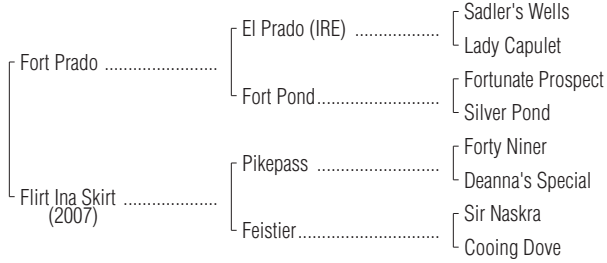 Sadler's Wells
El Prado (IRE) ..................
Lady Capulet
Fort Prado ........................
Fortunate Prospect
Fort Pond..........................
Silver Pond
Forty Niner
Pikepass ..........................
Deanna's Special
Flirt Ina Skirt ....................
(2007)
Sir Naskra
Feistier..............................
Cooing Dove